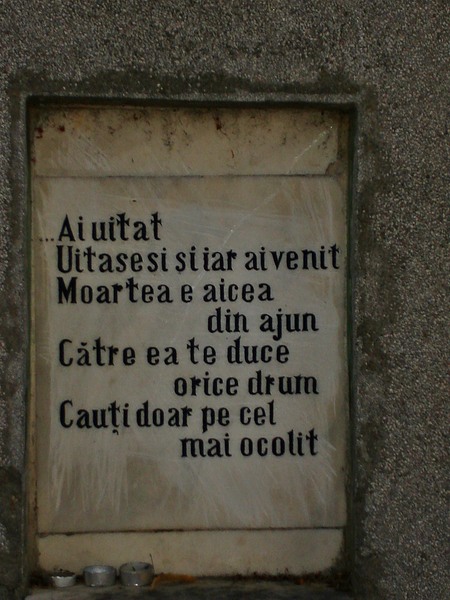 ...Ai uitat
Uitasesi și iar ai venit
Moartea e aicea
din ajun
Către ea te duce
orice drum
Cauți doar pe cel
mai ocolit